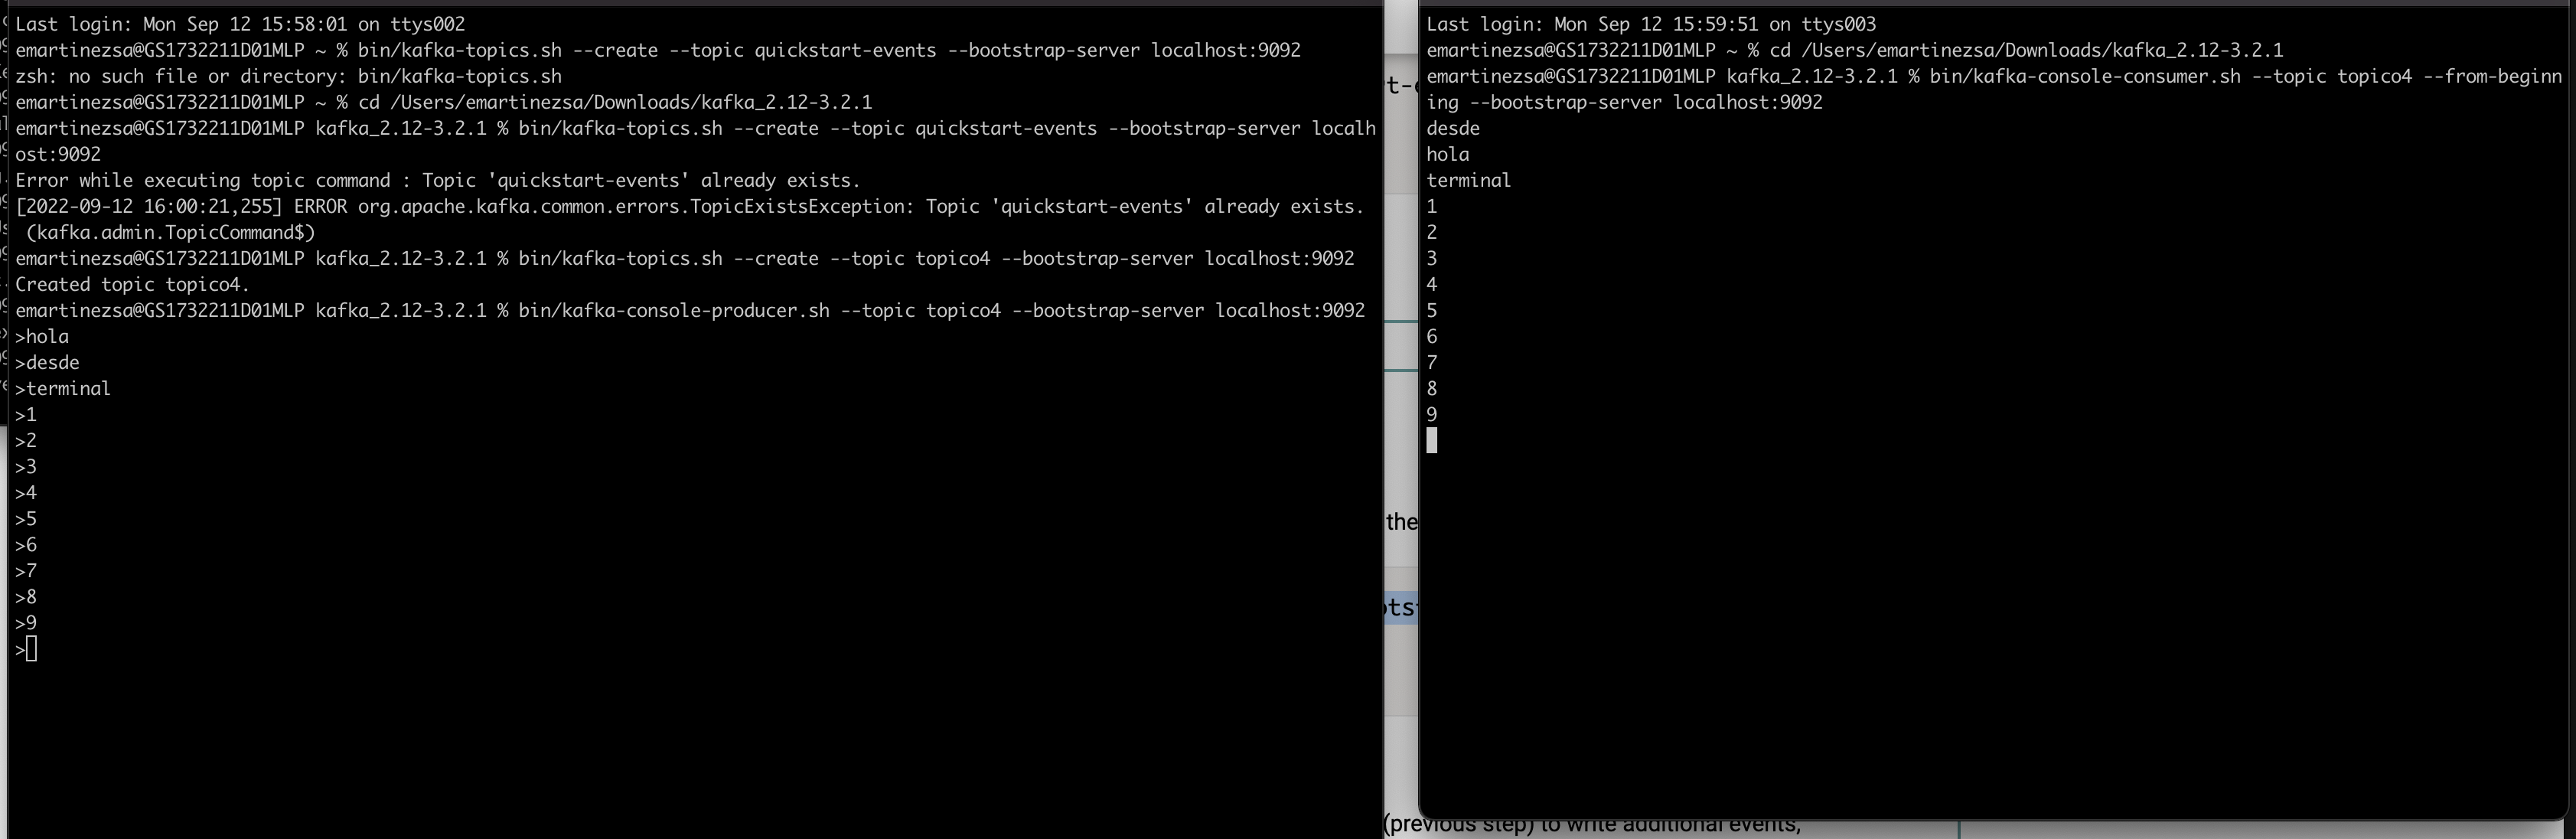 Last login: Mon Sep 12 15:58:01 on ttys002
emartinezsa@GS1732211D01MLP ~ % bin/kafka-topics.sh --create --topic quickstart-events --bootstrap-server localhost:9092
zsh: no such file or directory: bin/kafka-topics.sh
emartinezsa@GS1732211D01MLP ~ % cd /Users/emartinezsa/Downloads/kafka_2.12-3.2.1
emartinezsa@GS1732211D01MLP kafka_2.12-3.2.1 % bin/kafka-topics.sh --create --topic quickstart-events --bootstrap-server localh
ost:9092
Error while executing topic command : Topic 'quickstart-events' already exists.
[2022-09-12 16:00:21,255] ERROR org.apache.kafka.common.errors.TopicExistsException: Topic 'quickstart-events' already exists.
(kafka.admin.TopicCommand$)
emartinezsa@GS1732211D01MLP kafka_2.12-3.2.1 % bin/kafka-topics.sh --create --topic topico4 --bootstrap-server localhost:9092
Created topic topico4.
emartinezsa@GS1732211D01MLP kafka_2.12-3.2.1 % bin/kafka-console-producer.sh --topic topico4 --bootstrap-server localhost:9092
>hola
>desde
>terminal
>1
>2
>3
>4
>5
>6
>7
>8
>9
>
the
(previous step) to write additional events,
Last login: Mon Sep 12 15:59:51 on ttys003
emartinezsa@GS1732211D01MLP ~ % cd /Users/emartinezsa/Downloads/kafka_2.12-3.2.1
emartinezsa@GS1732211D01MLP kafka_2.12-3.2.1 % bin/kafka-console-consumer.sh --topic topico4 --from-beginn
ing --bootstrap-server localhost:9092
desde
hola
terminal
1
2
3
4
5
6
7
8
9